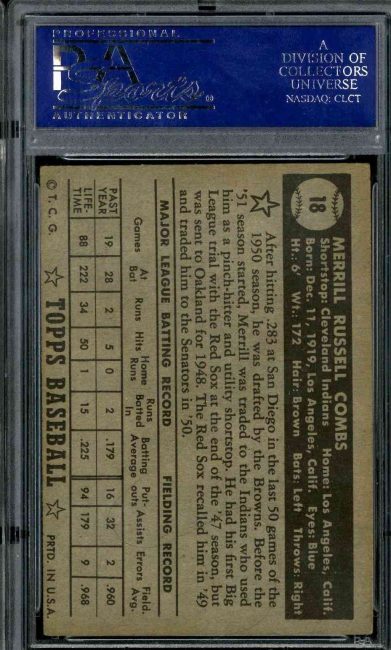 PROFESSIONAL
PSA
Sports
AUTHENTICATOR
A
DIVISION OF
COLLECTORS
UNIVERSE
NASDAQ: CLCT
18
MERRILL RUSSELL COMBS
Shortstop: Cleveland Indians Home: Los Angeles, Calif.
Born: Dec. 11, 1919, Los Angeles, Calif. Eyes: Blue
Ht.: 6' Wt.: 172 Hair: Brown Bats: Left Throws: Right
After hitting .283 at San Diego in the last 50 games of the
1950 season, he was drafted by the Browns. Before the
'51 season started, Merrill was traded to the Indians who used
him as a pinch-hitter and utility shortstop. He had his first Big
League trial with the Red Sox at the end of the '47 season, but
was sent to Oakland for 1948. The Red Sox recalled him in '49
and traded him to the Senators in '50.
MAJOR LEAGUE BATTING RECORD FIELDING RECORD
Games At Bat Runs Hits Home Runs Runs Batted In Batting Average Put-outs Assists Errors Field. Avg.
PAST YEAR 19 28 2 5 0 2 .179 16 32 2 .960
LIFE-TIME 88 222 34 50 1 15 .225 94 179 9 .968
© T. C. G. TOPPS BASEBALL PRTD. IN U.S.A.